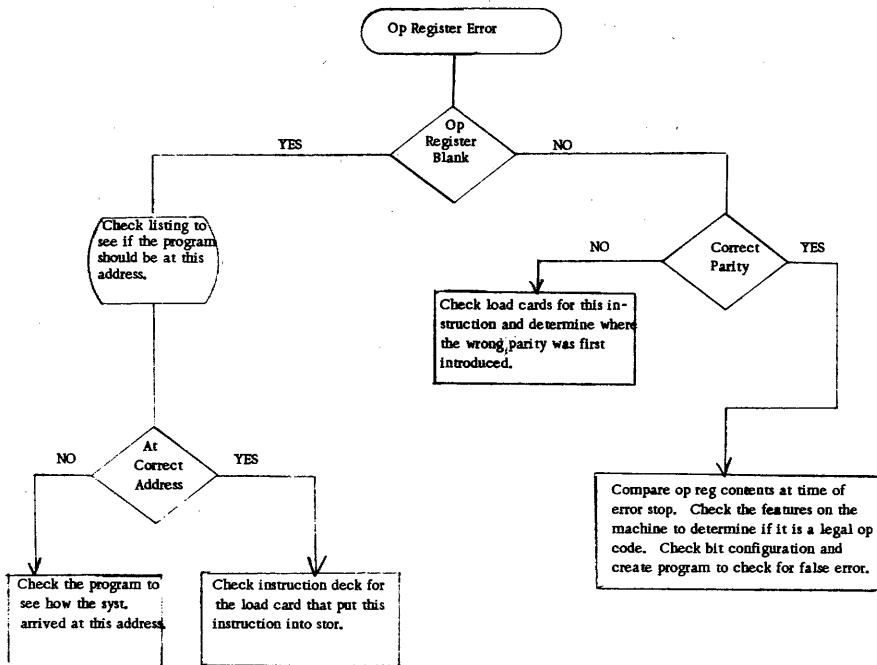 Op Register Error
Op
Register
Blank
YES
NO
Check listing to
see if the program
should be at this
address.
NO
Correct
Parity
YES
Check load cards for this in-
struction and determine where
the wrong parity was first
introduced.
NO
At
Correct
Address
YES
Compare op reg contents at time of
error stop. Check the features on the
machine to determine if it is a legal op
code. Check bit configuration and
create program to check for false error.
Check the program to
see how the syst.
arrived at this address.
Check instruction deck for
the load card that put this
instruction into stor.